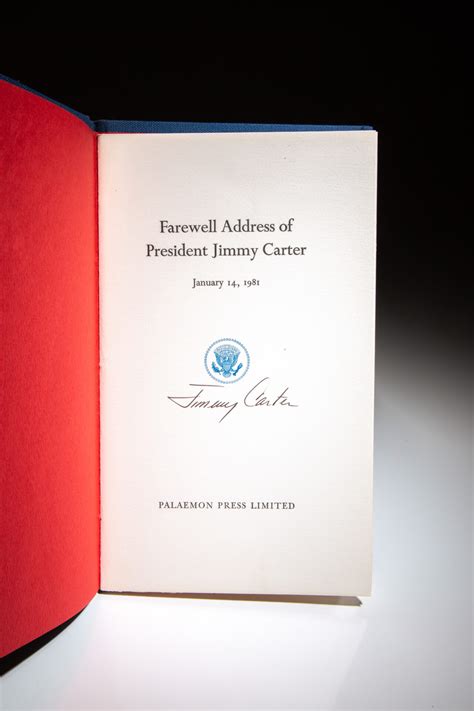 Farewell Address of
President Jimmy Carter
January 14, 1981
Jimmy Carter
PALAEMON PRESS LIMITED